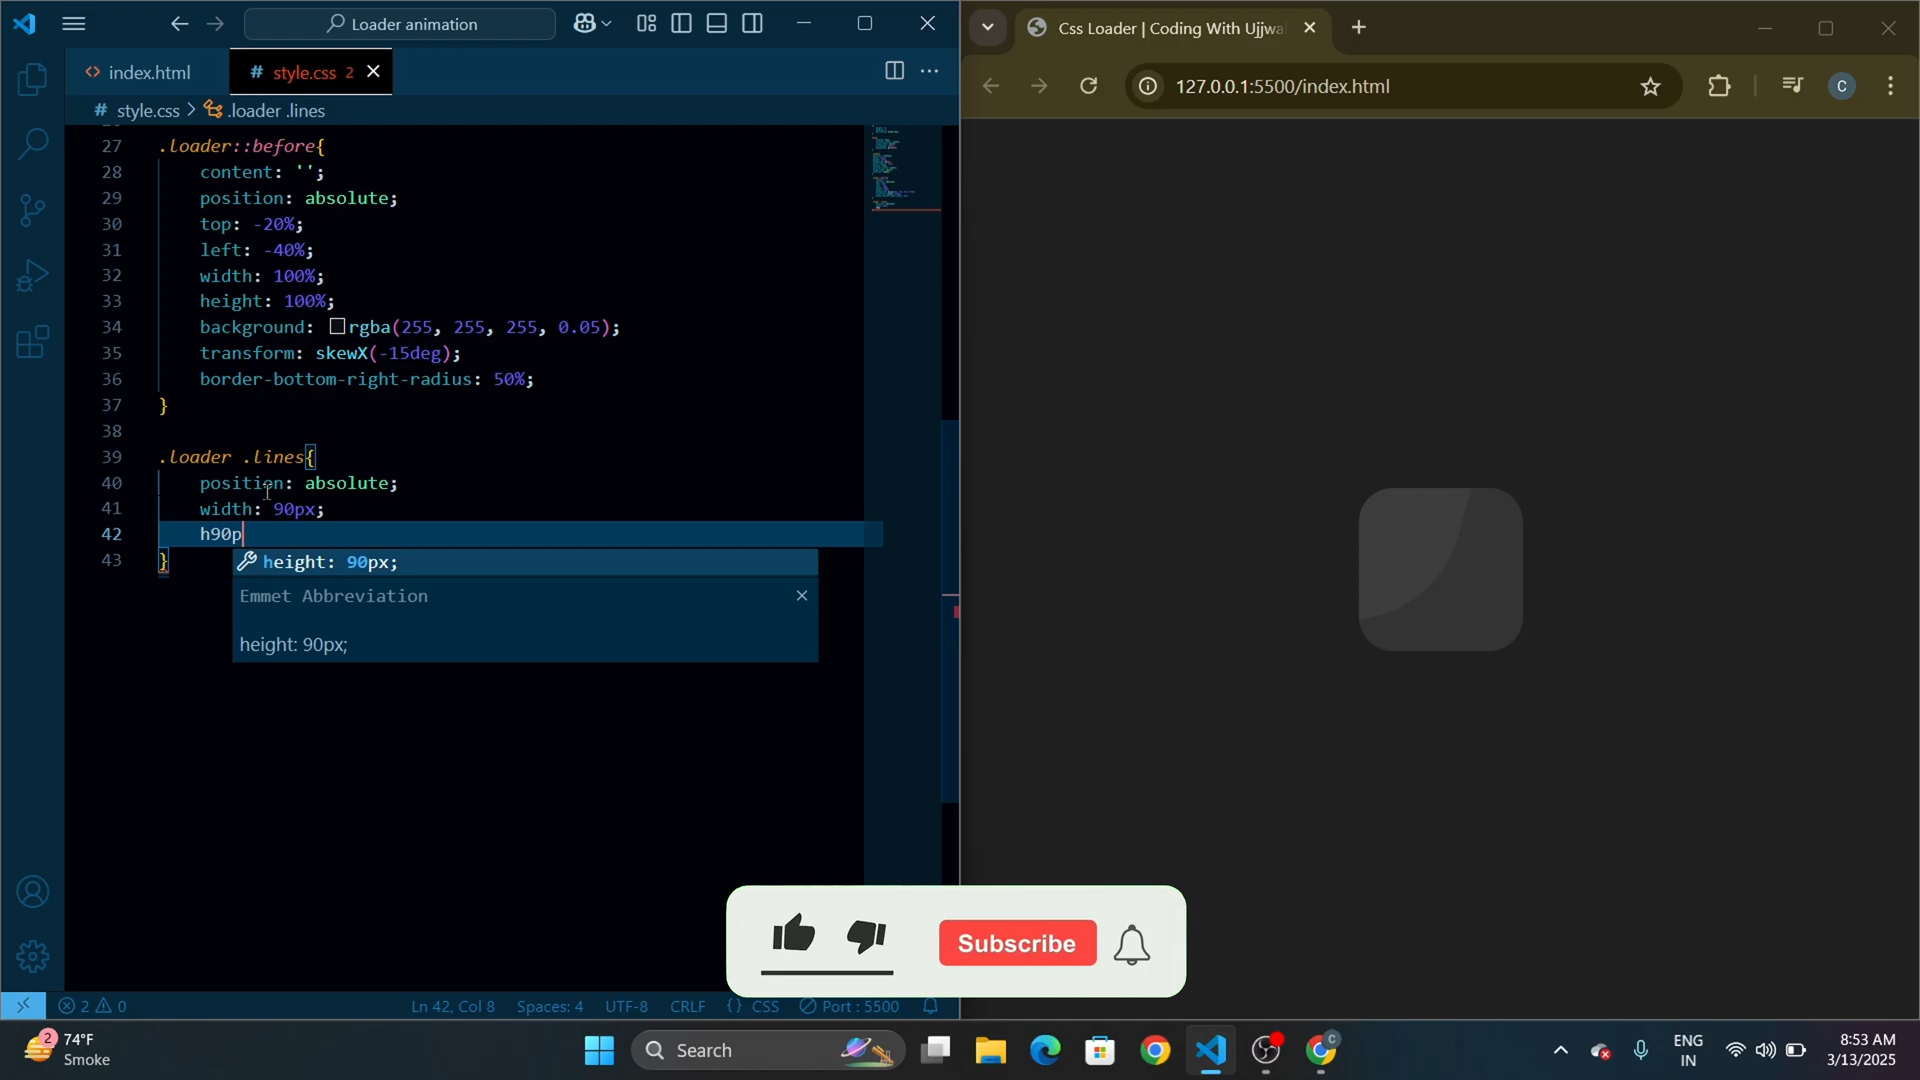 Loader animation
index.html
# style.css 2
# style.css > .loader .lines
27 .loader::before{
28 content: '';
29 position: absolute;
30 top: -20%;
31 left: -40%;
32 width: 100%;
33 height: 100%;
34 background: rgba(255, 255, 255, 0.05);
35 transform: skewX(-15deg);
36 border-bottom-right-radius: 50%;
37 }
38
39 .loader .lines{
40 position: absolute;
41 width: 90px;
42 h90p
43 }
height: 90px;
Emmet Abbreviation
height: 90px;
2 0
Ln 42, Col 8 Spaces: 4 UTF-8 CRLF {} CSS Port : 5500
Css Loader | Coding With Ujjwa
127.0.0.1:5500/index.html
C
Subscribe
2
74°F
Smoke
Search
C
ENG
IN
8:53 AM
3/13/2025